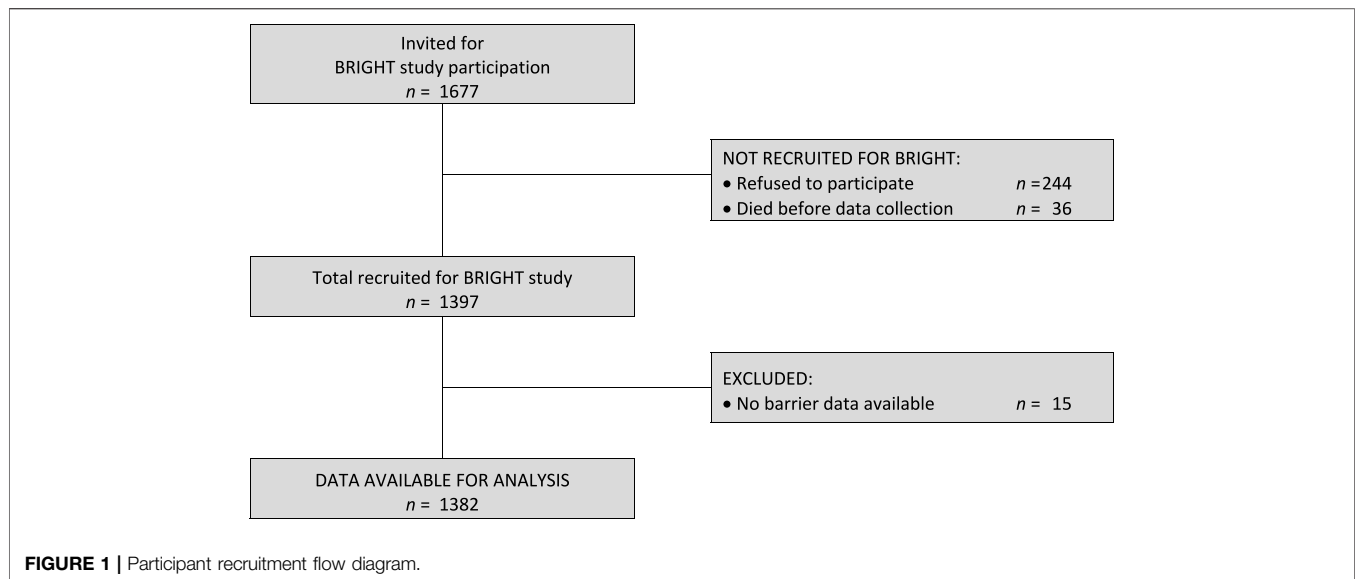 Invited for
BRIGHT study participation
n = 1677
NOT RECRUITED FOR BRIGHT:
• Refused to participate n =244
• Died before data collection n = 36
Total recruited for BRIGHT study
n = 1397
EXCLUDED:
• No barrier data available n = 15
DATA AVAILABLE FOR ANALYSIS
n = 1382
FIGURE 1 | Participant recruitment flow diagram.